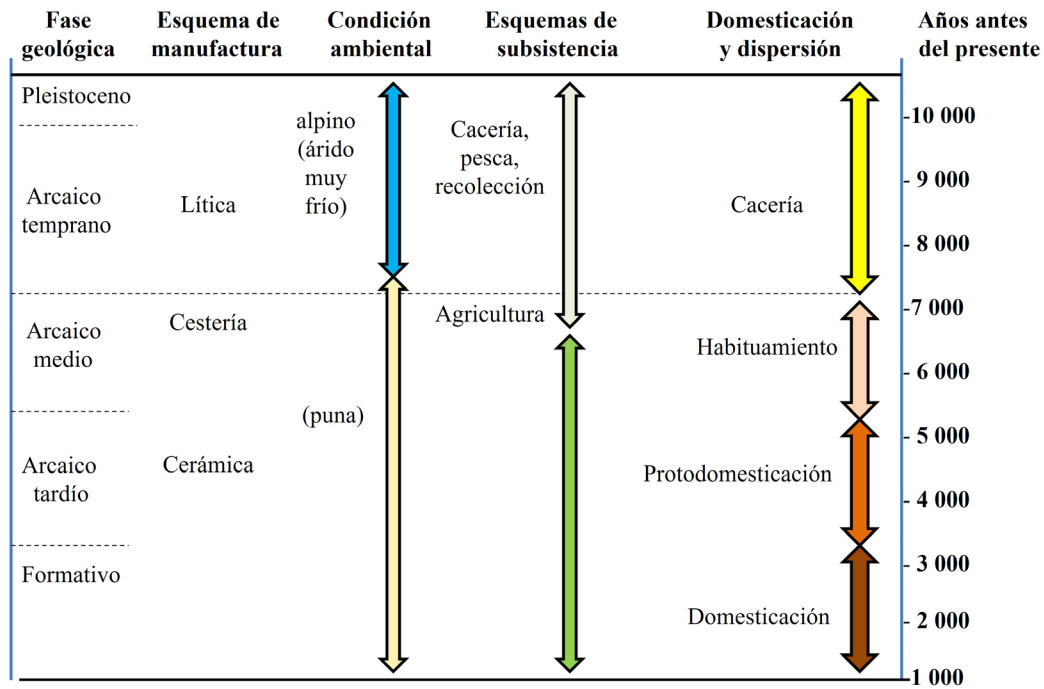 Fase geológica
Esquema de manufactura
Condición ambiental
Esquemas de subsistencia
Domesticación y dispersión
Años antes del presente
Pleistoceno
Arcaico temprano
Arcaico medio
Arcaico tardío
Formativo
Lítica
Cestería
Cerámica
alpino
(árido
muy
frío)
(puna)
Cacería,
pesca,
recolección
Agricultura
Cacería
Habituamiento
Protodomesticación
Domesticación
-10 000
- 9 000
- 8 000
- 7 000
- 6 000
- 5 000
- 4 000
- 3 000
- 2 000
-1 000